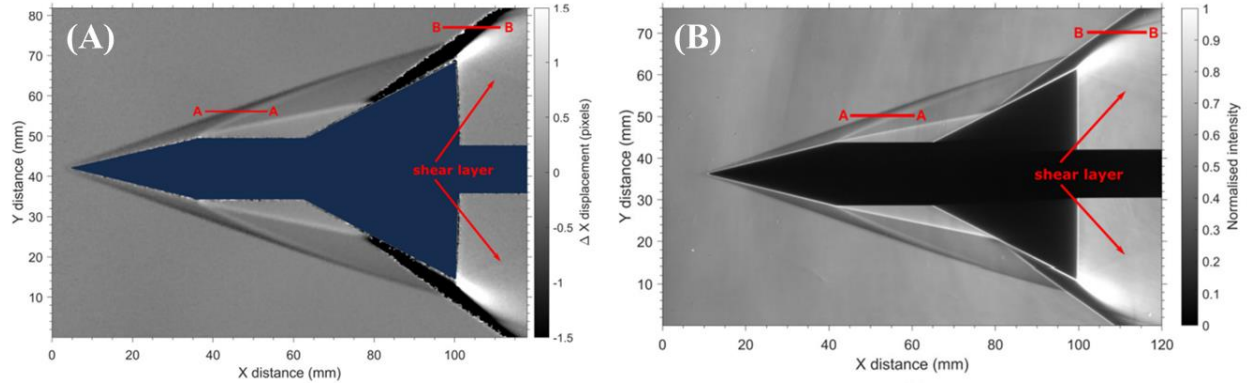 (A)
B B
A A
shear layer
80
70
60
50
40
30
20
10
Y distance (mm)
0 20 40 60 80 100
X distance (mm)
1.5
1
0.5
0
-0.5
-1
-1.5
Δ X displacement (pixels)
(B)
B B
A A
shear layer
70
60
50
40
30
20
10
0
Y distance (mm)
0 20 40 60 80 100 120
X distance (mm)
1
0.9
0.8
0.7
0.6
0.5
0.4
0.3
0.2
0.1
0
Normalised intensity